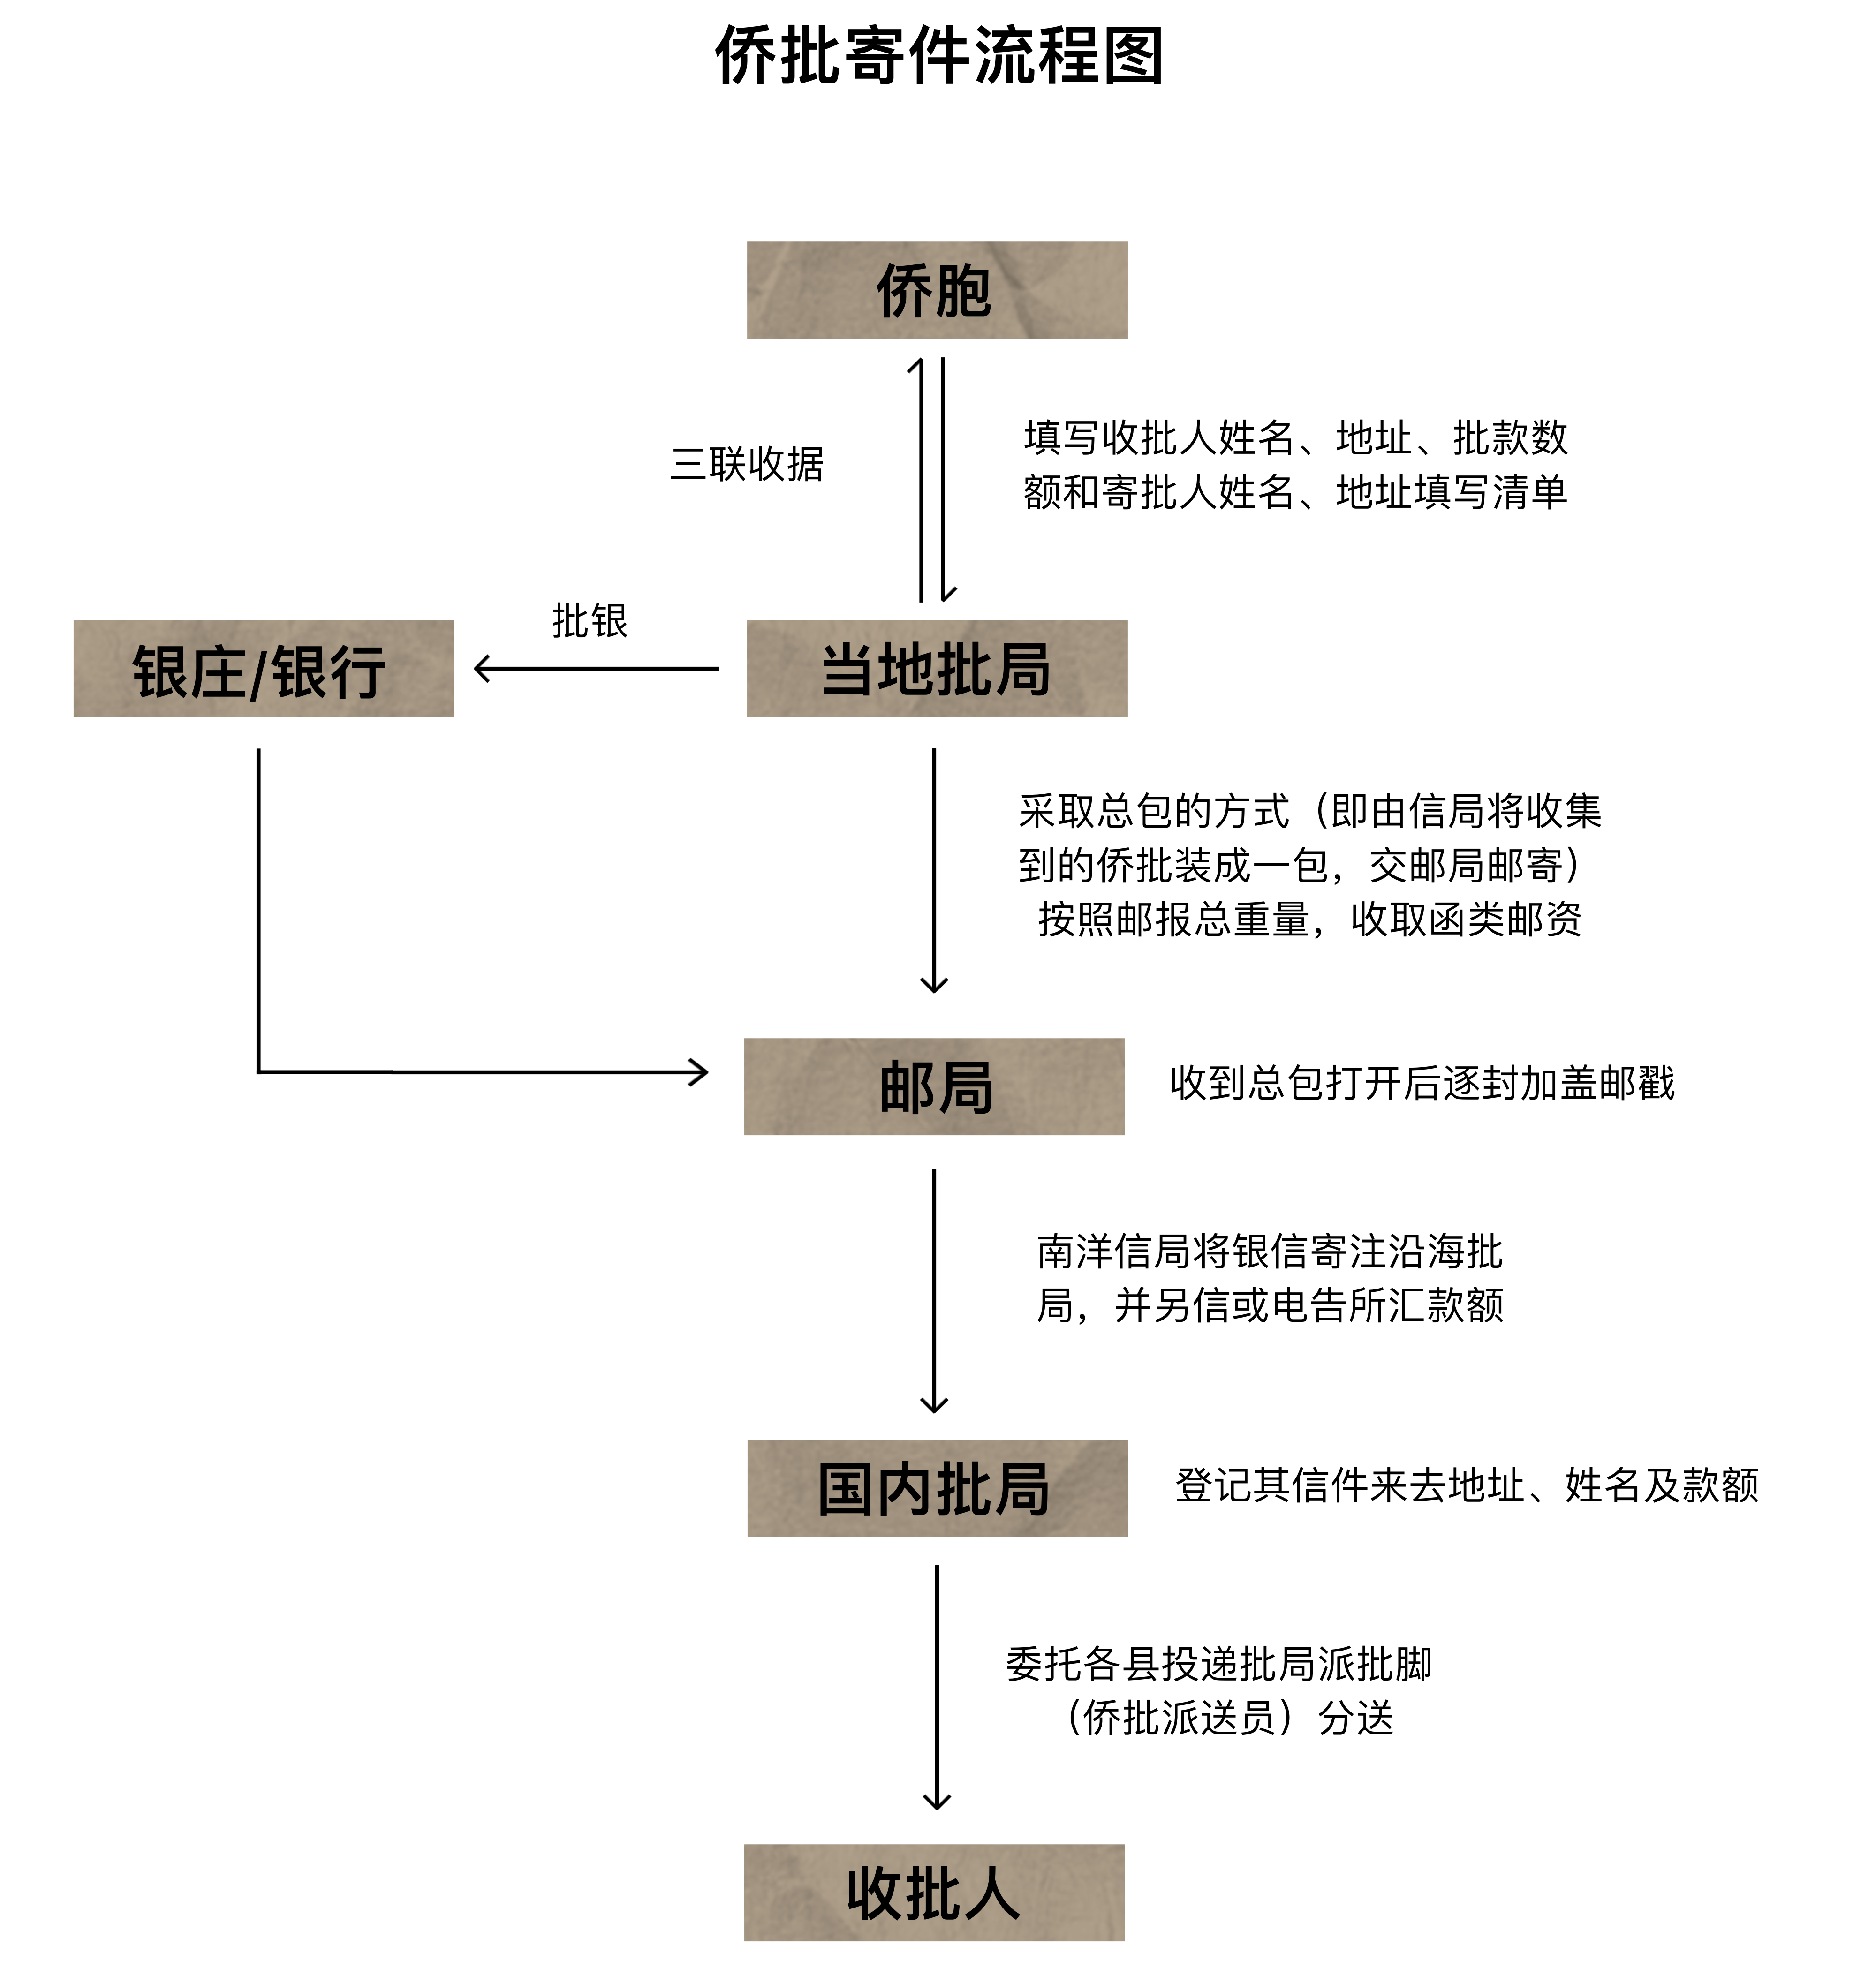 侨批寄件流程图
侨胞
三联收据
填写收批人姓名、地址、批款数
额和寄批人姓名、地址填写清单
批银
银庄/银行
当地批局
采取总包的方式（即由信局将收集
到的侨批装成一包，交邮局邮寄）
按照邮报总重量，收取函类邮资
邮局
收到总包打开后逐封加盖邮戳
南洋信局将银信寄注沿海批
局，并另信或电告所汇款额
国内批局
登记其信件来去地址、姓名及款额
委托各县投递批局派批脚
（侨批派送员）分送
收批人